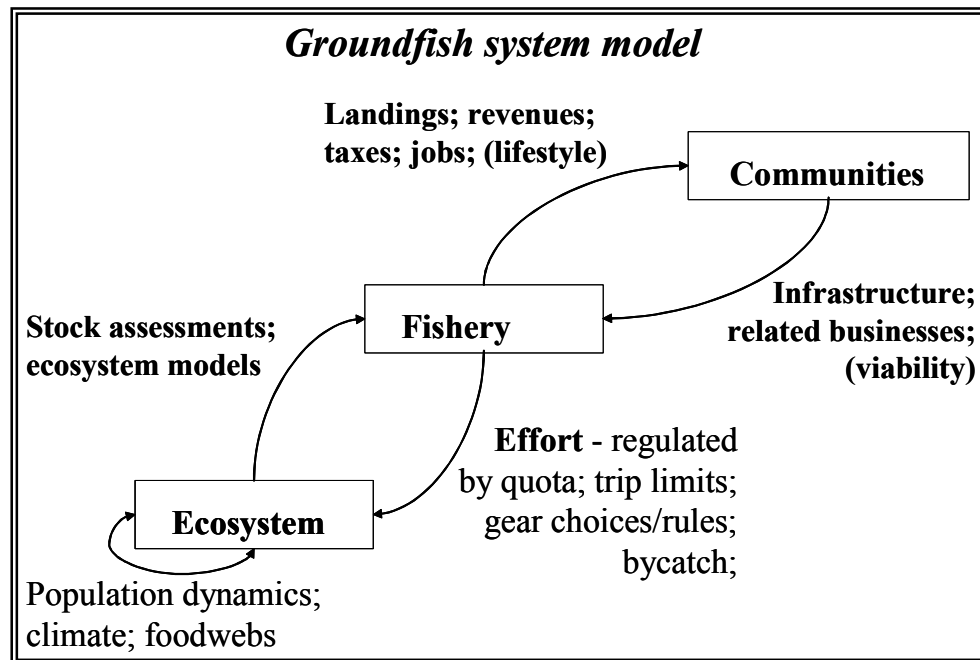 Groundfish system model
Landings; revenues;
taxes; jobs; (lifestyle)
Communities
Infrastructure;
related businesses;
(viability)
Fishery
Stock assessments;
ecosystem models
Effort - regulated
by quota; trip limits;
gear choices/rules;
bycatch;
Ecosystem
Population dynamics;
climate; foodwebs